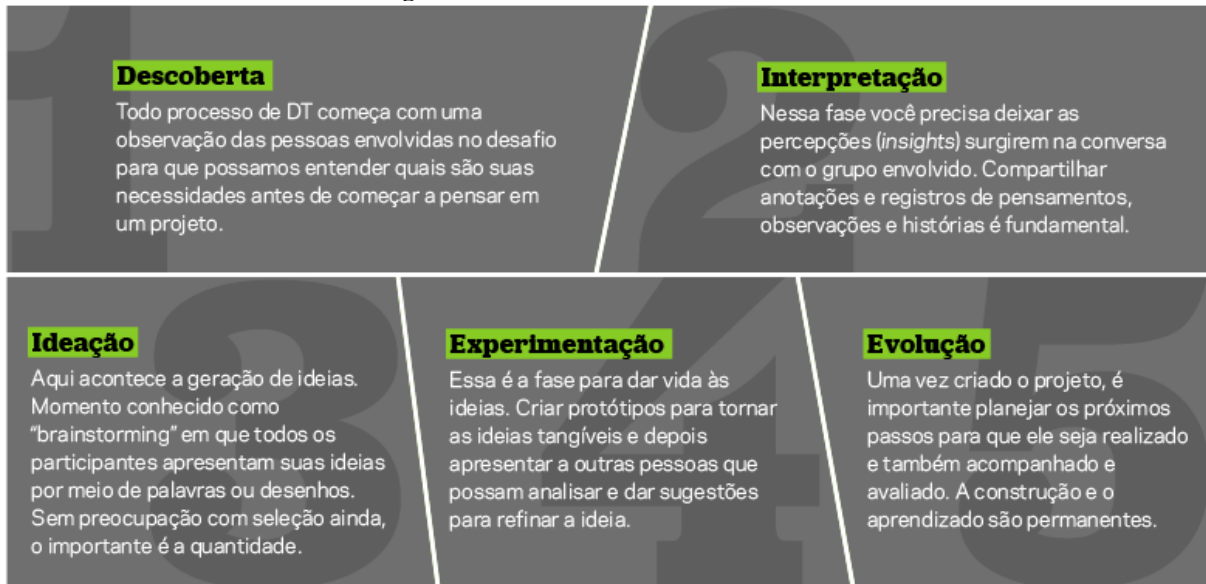 1
Descoberta
Todo processo de DT começa com uma
observação das pessoas envolvidas no desafio
para que possamos entender quais são suas
necessidades antes de começar a pensar em
um projeto.
2
Interpretação
Nessa fase você precisa deixar as
percepções (insights) surgirem na conversa
com o grupo envolvido. Compartilhar
anotações e registros de pensamentos,
observações e histórias é fundamental.
3
Ideação
Aqui acontece a geração de ideias.
Momento conhecido como
“brainstorming” em que todos os
participantes apresentam suas ideias
por meio de palavras ou desenhos.
Sem preocupação com seleção ainda,
o importante é a quantidade.
4
Experimentação
Essa é a fase para dar vida às
ideias. Criar protótipos para tornar
as ideias tangíveis e depois
apresentar a outras pessoas que
possam analisar e dar sugestões
para refinar a ideia.
5
Evolução
Uma vez criado o projeto, é
importante planejar os próximos
passos para que ele seja realizado
e também acompanhado e
avaliado. A construção e o
aprendizado são permanentes.